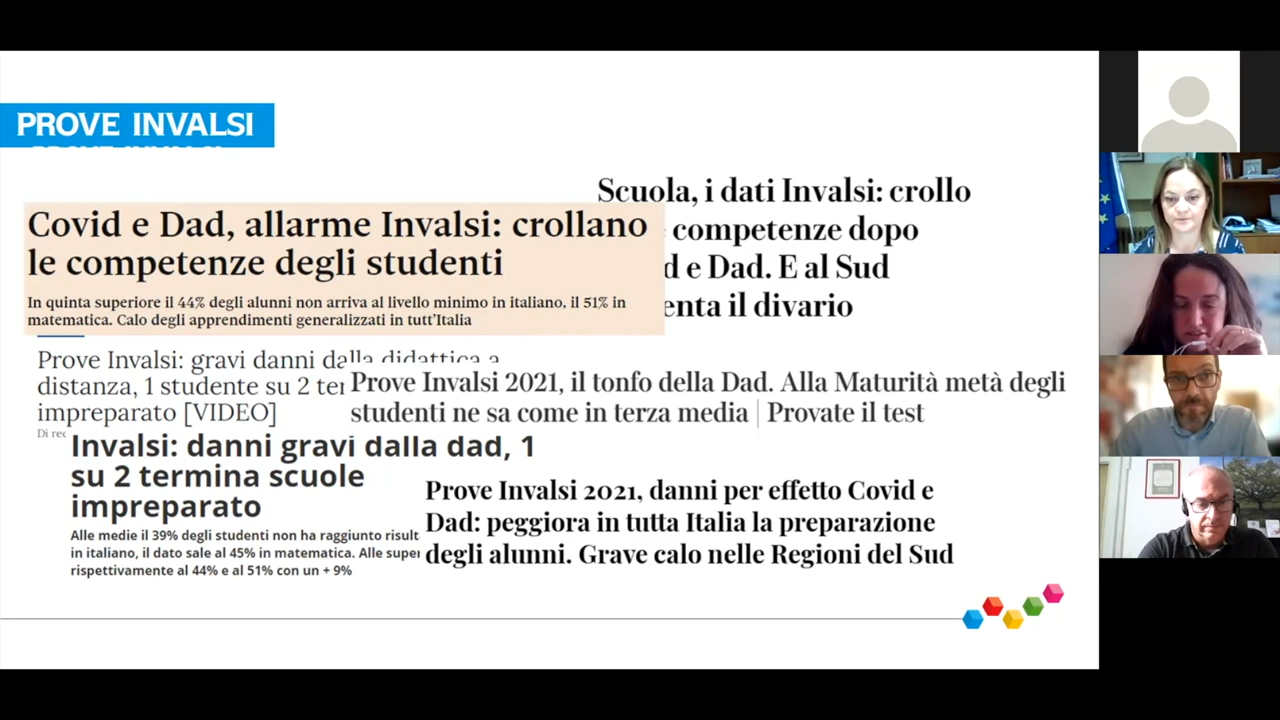 PROVE INVALSI
Scuola, i dati Invalsi: crollo
competenze dopo
e Dad. E al Sud
il divario
Covid e Dad, allarme Invalsi: crollano
le competenze degli studenti
In quinta superiore il 44% degli alunni non arriva al livello minimo in italiano, il 51% in
matematica. Calo degli apprendimenti generalizzati in tutt'Italia
Prove Invalsi: gravi danni dalla didattica a
distanza, 1 studente su 2
impreparato [VIDEO]
Prove Invalsi 2021, il tonfo della Dad. Alla Maturità metà degli
studenti ne sa come in terza media | Provate il test
Invalsi: danni gravi dalla dad, 1
su 2 termina scuole
impreparato
Alle medie il 39% degli studenti non ha raggiunto
in italiano, il dato sale al 45% in matematica. Alle
rispettivamente al 44% e al 51% con un + 9%
Prove Invalsi 2021, danni per effetto Covid e
Dad: peggiora in tutta Italia la preparazione
degli alunni. Grave calo nelle Regioni del Sud